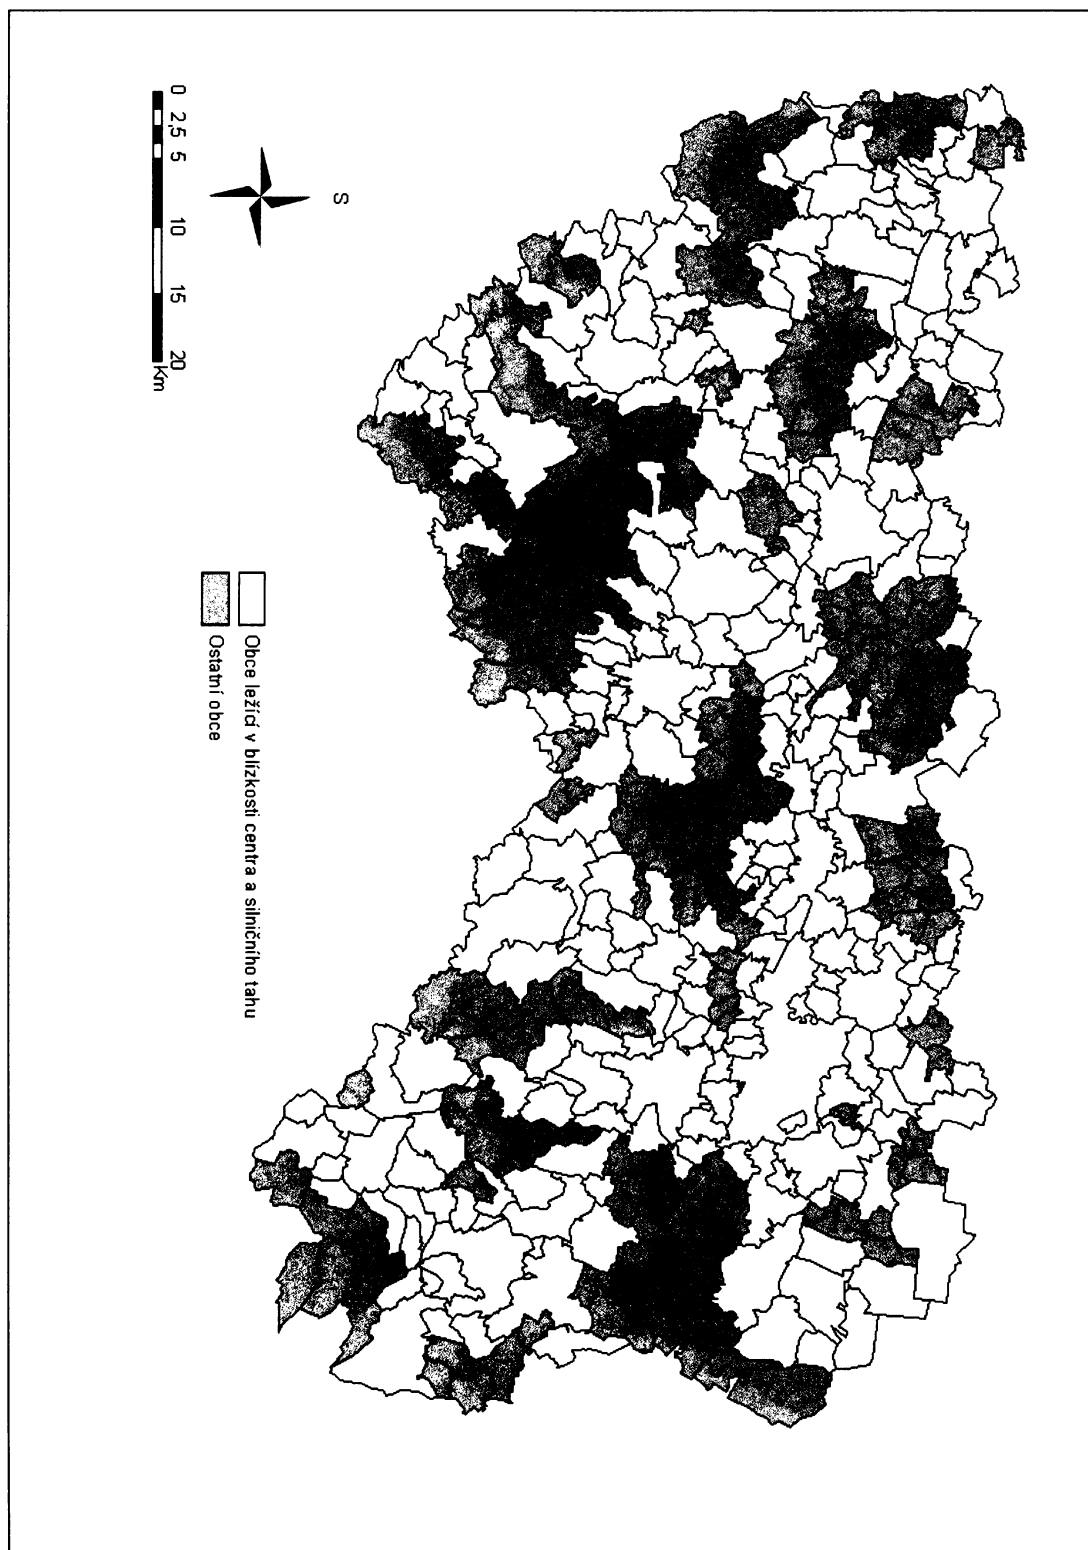 S
0 2,5 5 10 15 20
Km
Obce ležící v blízkosti centra a silničního tahu
Ostatní obce